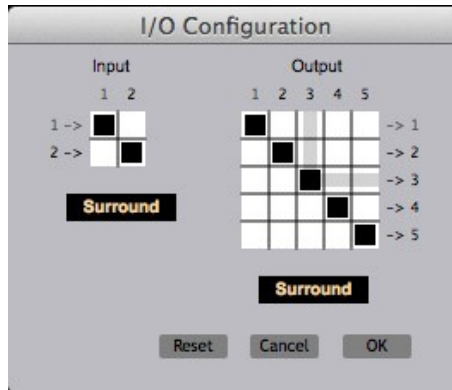 I/O Configuration
Input
Output
1 2
1 2 3 4 5
1 ->
-> 1
2 ->
-> 2
-> 3
Surround
-> 4
-> 5
Surround
Reset Cancel OK